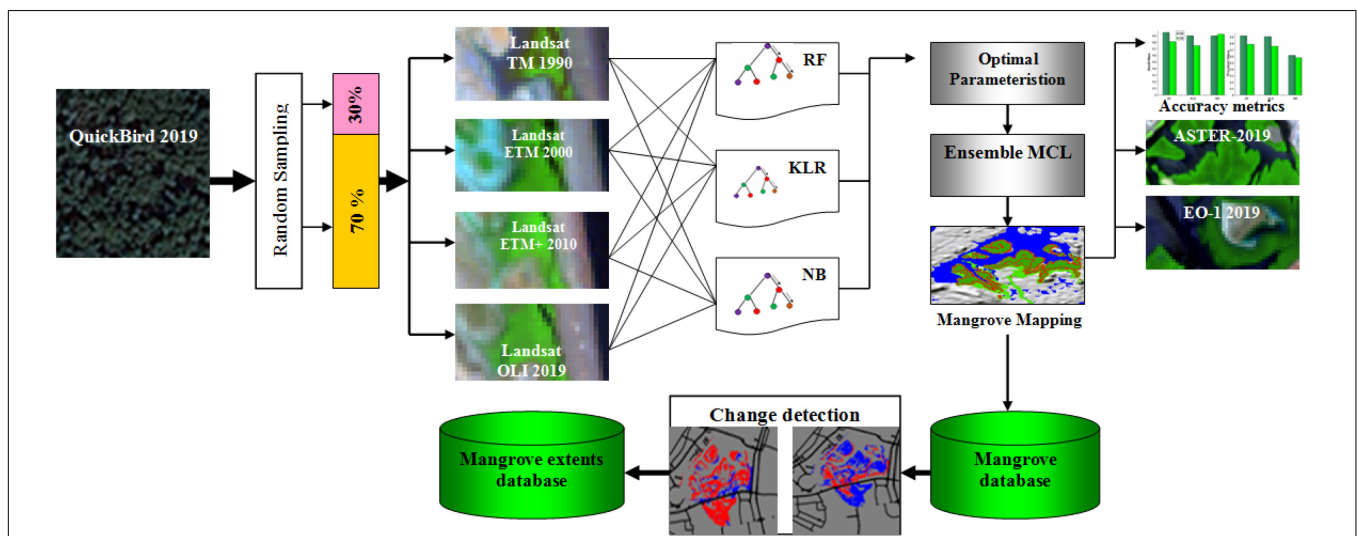 QuickBird 2019
Random Sampling
30%
70 %
Landsat
TM 1990
Landsat
ETM 2000
Landsat
ETM+ 2010
Landsat
OLI 2019
RF
KLR
NB
Optimal
Parameteristion
Ensemble MCL
Mangrove Mapping
Accuracy metrics
ASTER-2019
EO-1 2019
Change detection
Mangrove extents
database
Mangrove
database